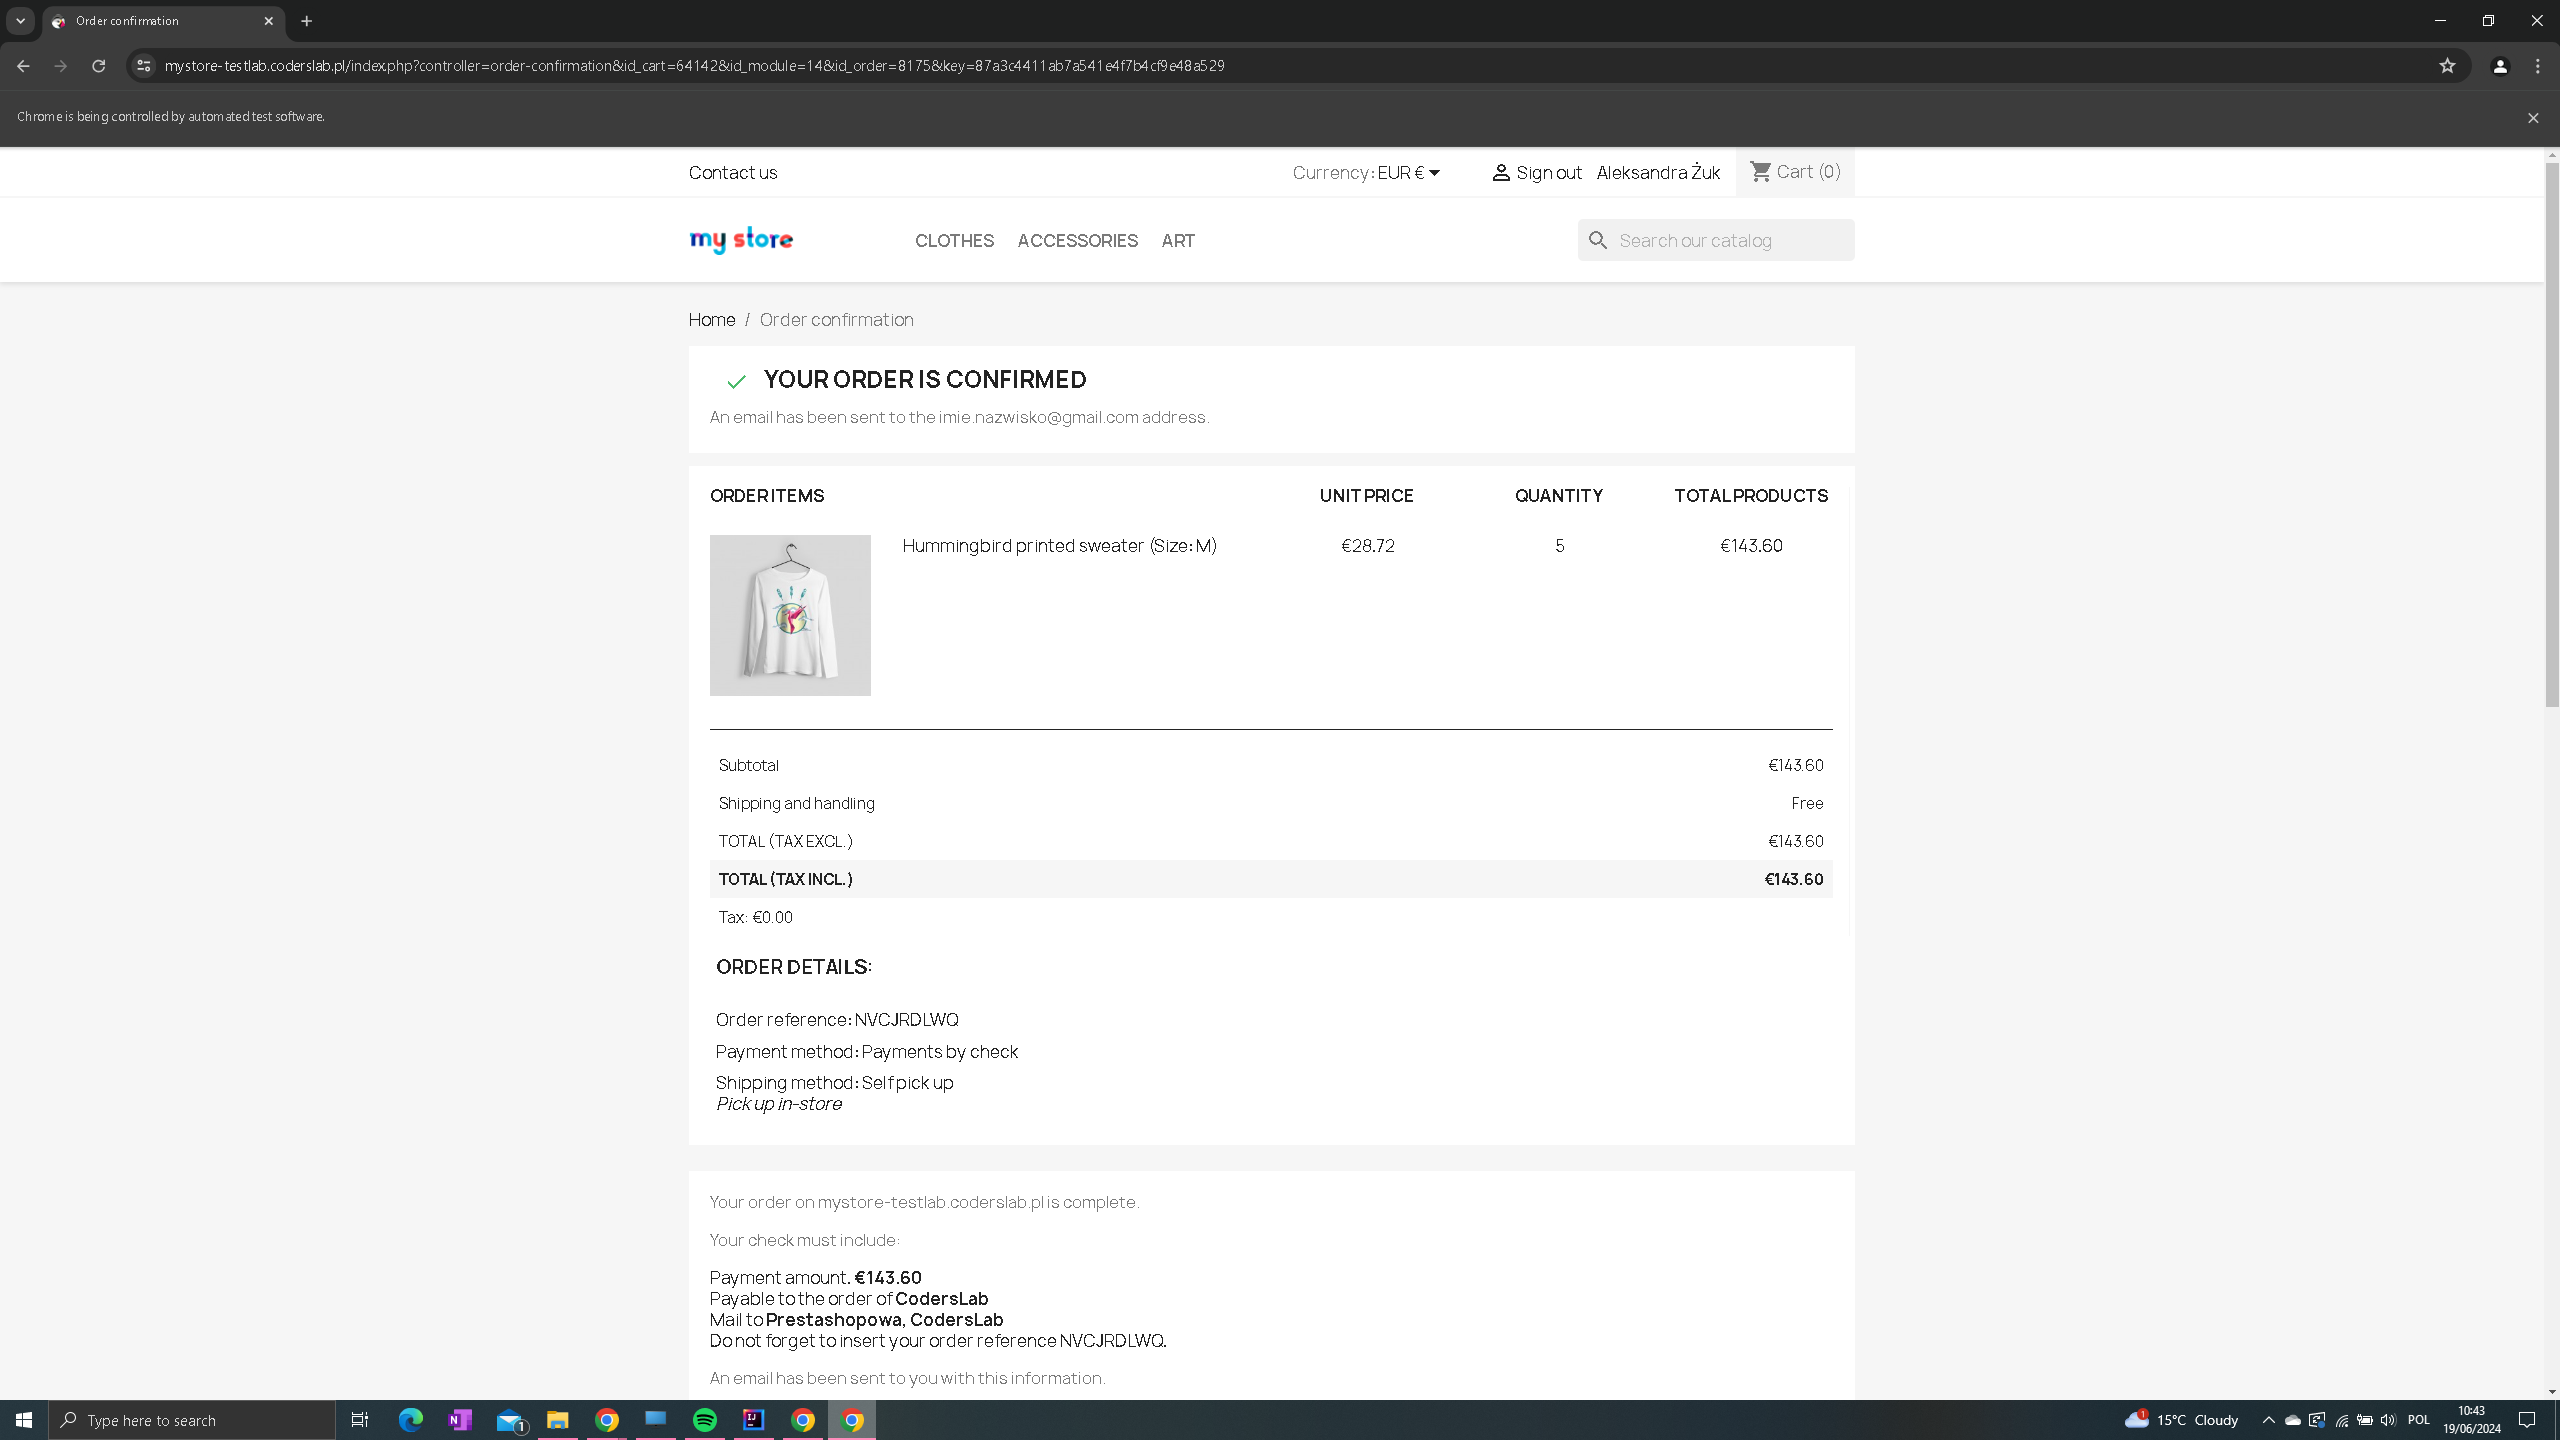 Order confirmation
mystore-testlab.coderslab.pl/index.php?controller=order-confirmation&id_cart=64142&id_module=14&id_order=8175&key=87a3c4411ab7a541e4f7b4cf9e48a529
Chrome is being controlled by automated test software.
Contact us
Currency: EUR €
Sign out
Aleksandra Żuk
Cart (0)
my store
CLOTHES
ACCESSORIES
ART
Search our catalog
Home / Order confirmation
YOUR ORDER IS CONFIRMED
An email has been sent to the imie.nazwisko@gmail.com address.
ORDER ITEMS
UNIT PRICE
QUANTITY
TOTAL PRODUCTS
Hummingbird printed sweater (Size: M)
€28.72
5
€143.60
Subtotal
€143.60
Shipping and handling
Free
TOTAL (TAX EXCL.)
€143.60
TOTAL (TAX INCL.)
€143.60
Tax: €0.00
ORDER DETAILS:
Order reference: NVCJRDLWQ
Payment method: Payments by check
Shipping method: Self pick up
Pick up in-store
Your order on mystore-testlab.coderslab.pl is complete.
Your check must include:
Payment amount. €143.60
Payable to the order of CodersLab
Mail to Prestashopowa, CodersLab
Do not forget to insert your order reference NVCJRDLWQ.
An email has been sent to you with this information.
Type here to search
N
1
IJ
1
15°C Cloudy
POL
10:43
19/06/2024